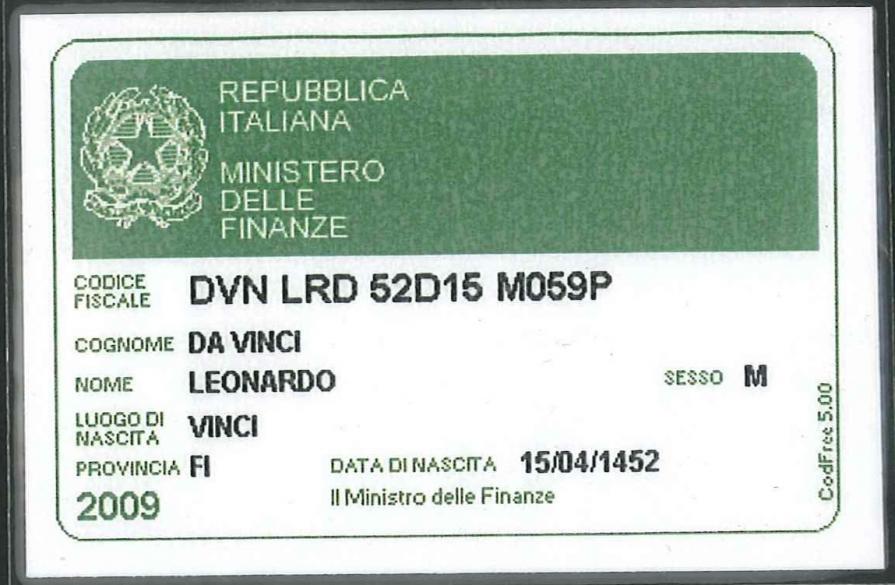 REPUBBLICA
ITALIANA
MINISTERO
DELLE
FINANZE
CODICE
FISCALE
DVN LRD 52D15 M059P
COGNOME DA VINCI
NOME LEONARDO SESSO M
LUOGO DI
NASCITA
VINCI
PROVINCIA FI DATA DI NASCITA 15/04/1452
2009 Il Ministro delle Finanze
CodFree 5.00